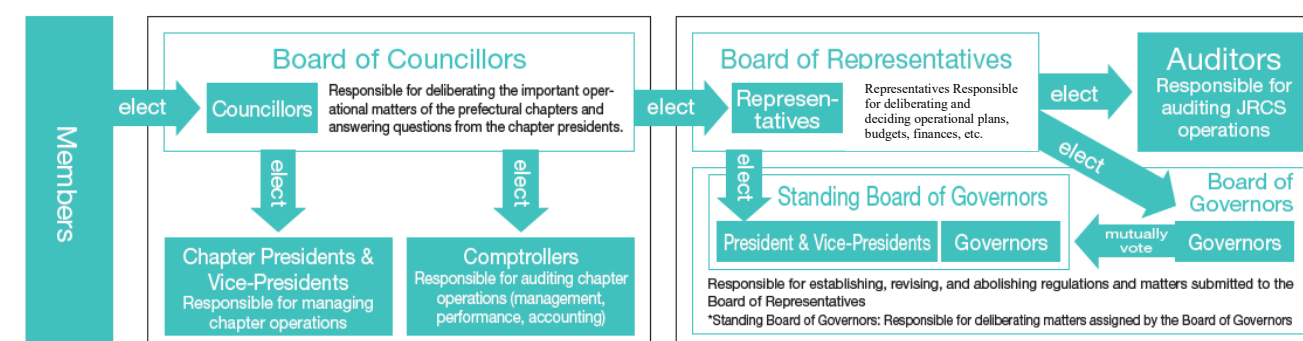 Members
elect
Board of Councillors
Councillors
Responsible for deliberating the important oper-
ational matters of the prefectural chapters and
answering questions from the chapter presidents.
elect
elect
Chapter Presidents &
Vice-Presidents
Responsible for managing
chapter operations
Comptrollers
Responsible for auditing chapter
operations (management,
performance, accounting)
elect
Board of Representatives
Represen-
tatives
Representatives Responsible
for deliberating and
deciding operational plans,
budgets, finances, etc.
elect
Auditors
Responsible for
auditing JRCS
operations
elect
elect
Standing Board of Governors
President & Vice-Presidents
Governors
mutually
vote
Board of
Governors
Governors
Responsible for establishing, revising, and abolishing regulations and matters submitted to the
Board of Representatives
*Standing Board of Governors: Responsible for deliberating matters assigned by the Board of Governors